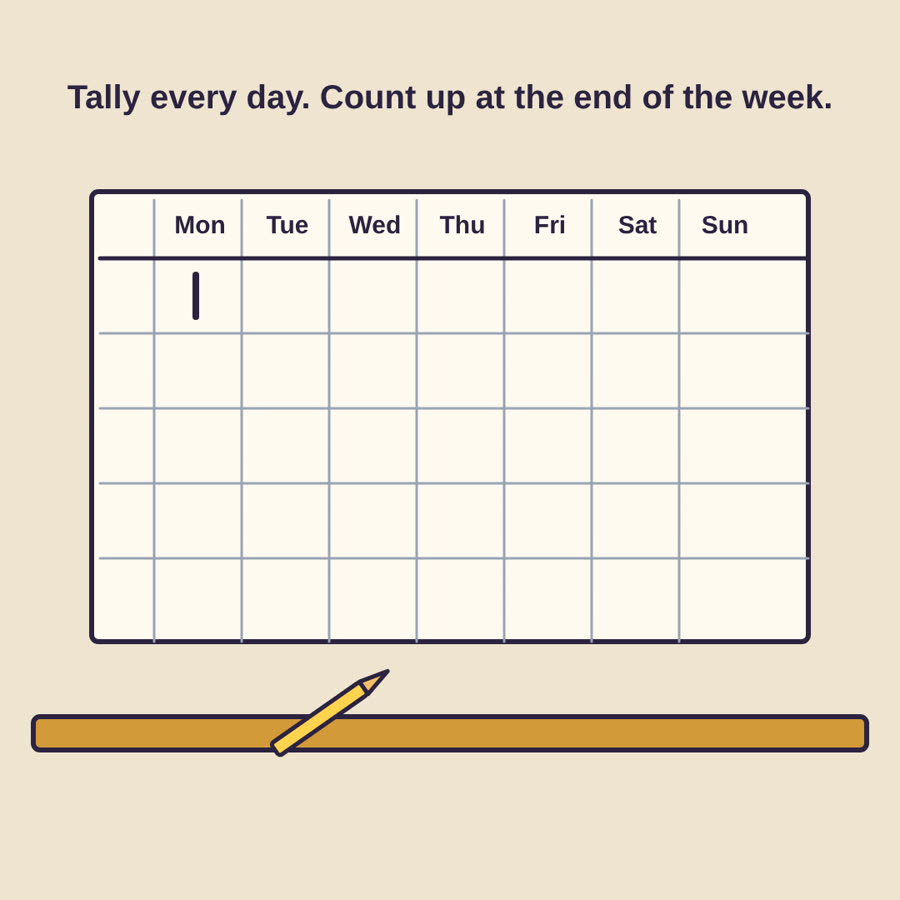 Tally every day. Count up at the end of the week.
Mon Tue Wed Thu Fri Sat Sun